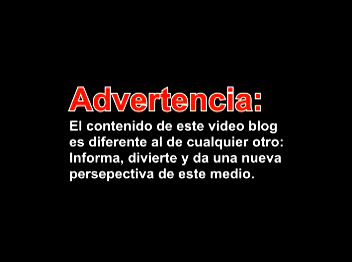 Advertencia:
El contenido de este video blog
es diferente al de cualquier otro:
Informa, divierte y da una nueva
persepectiva de este medio.